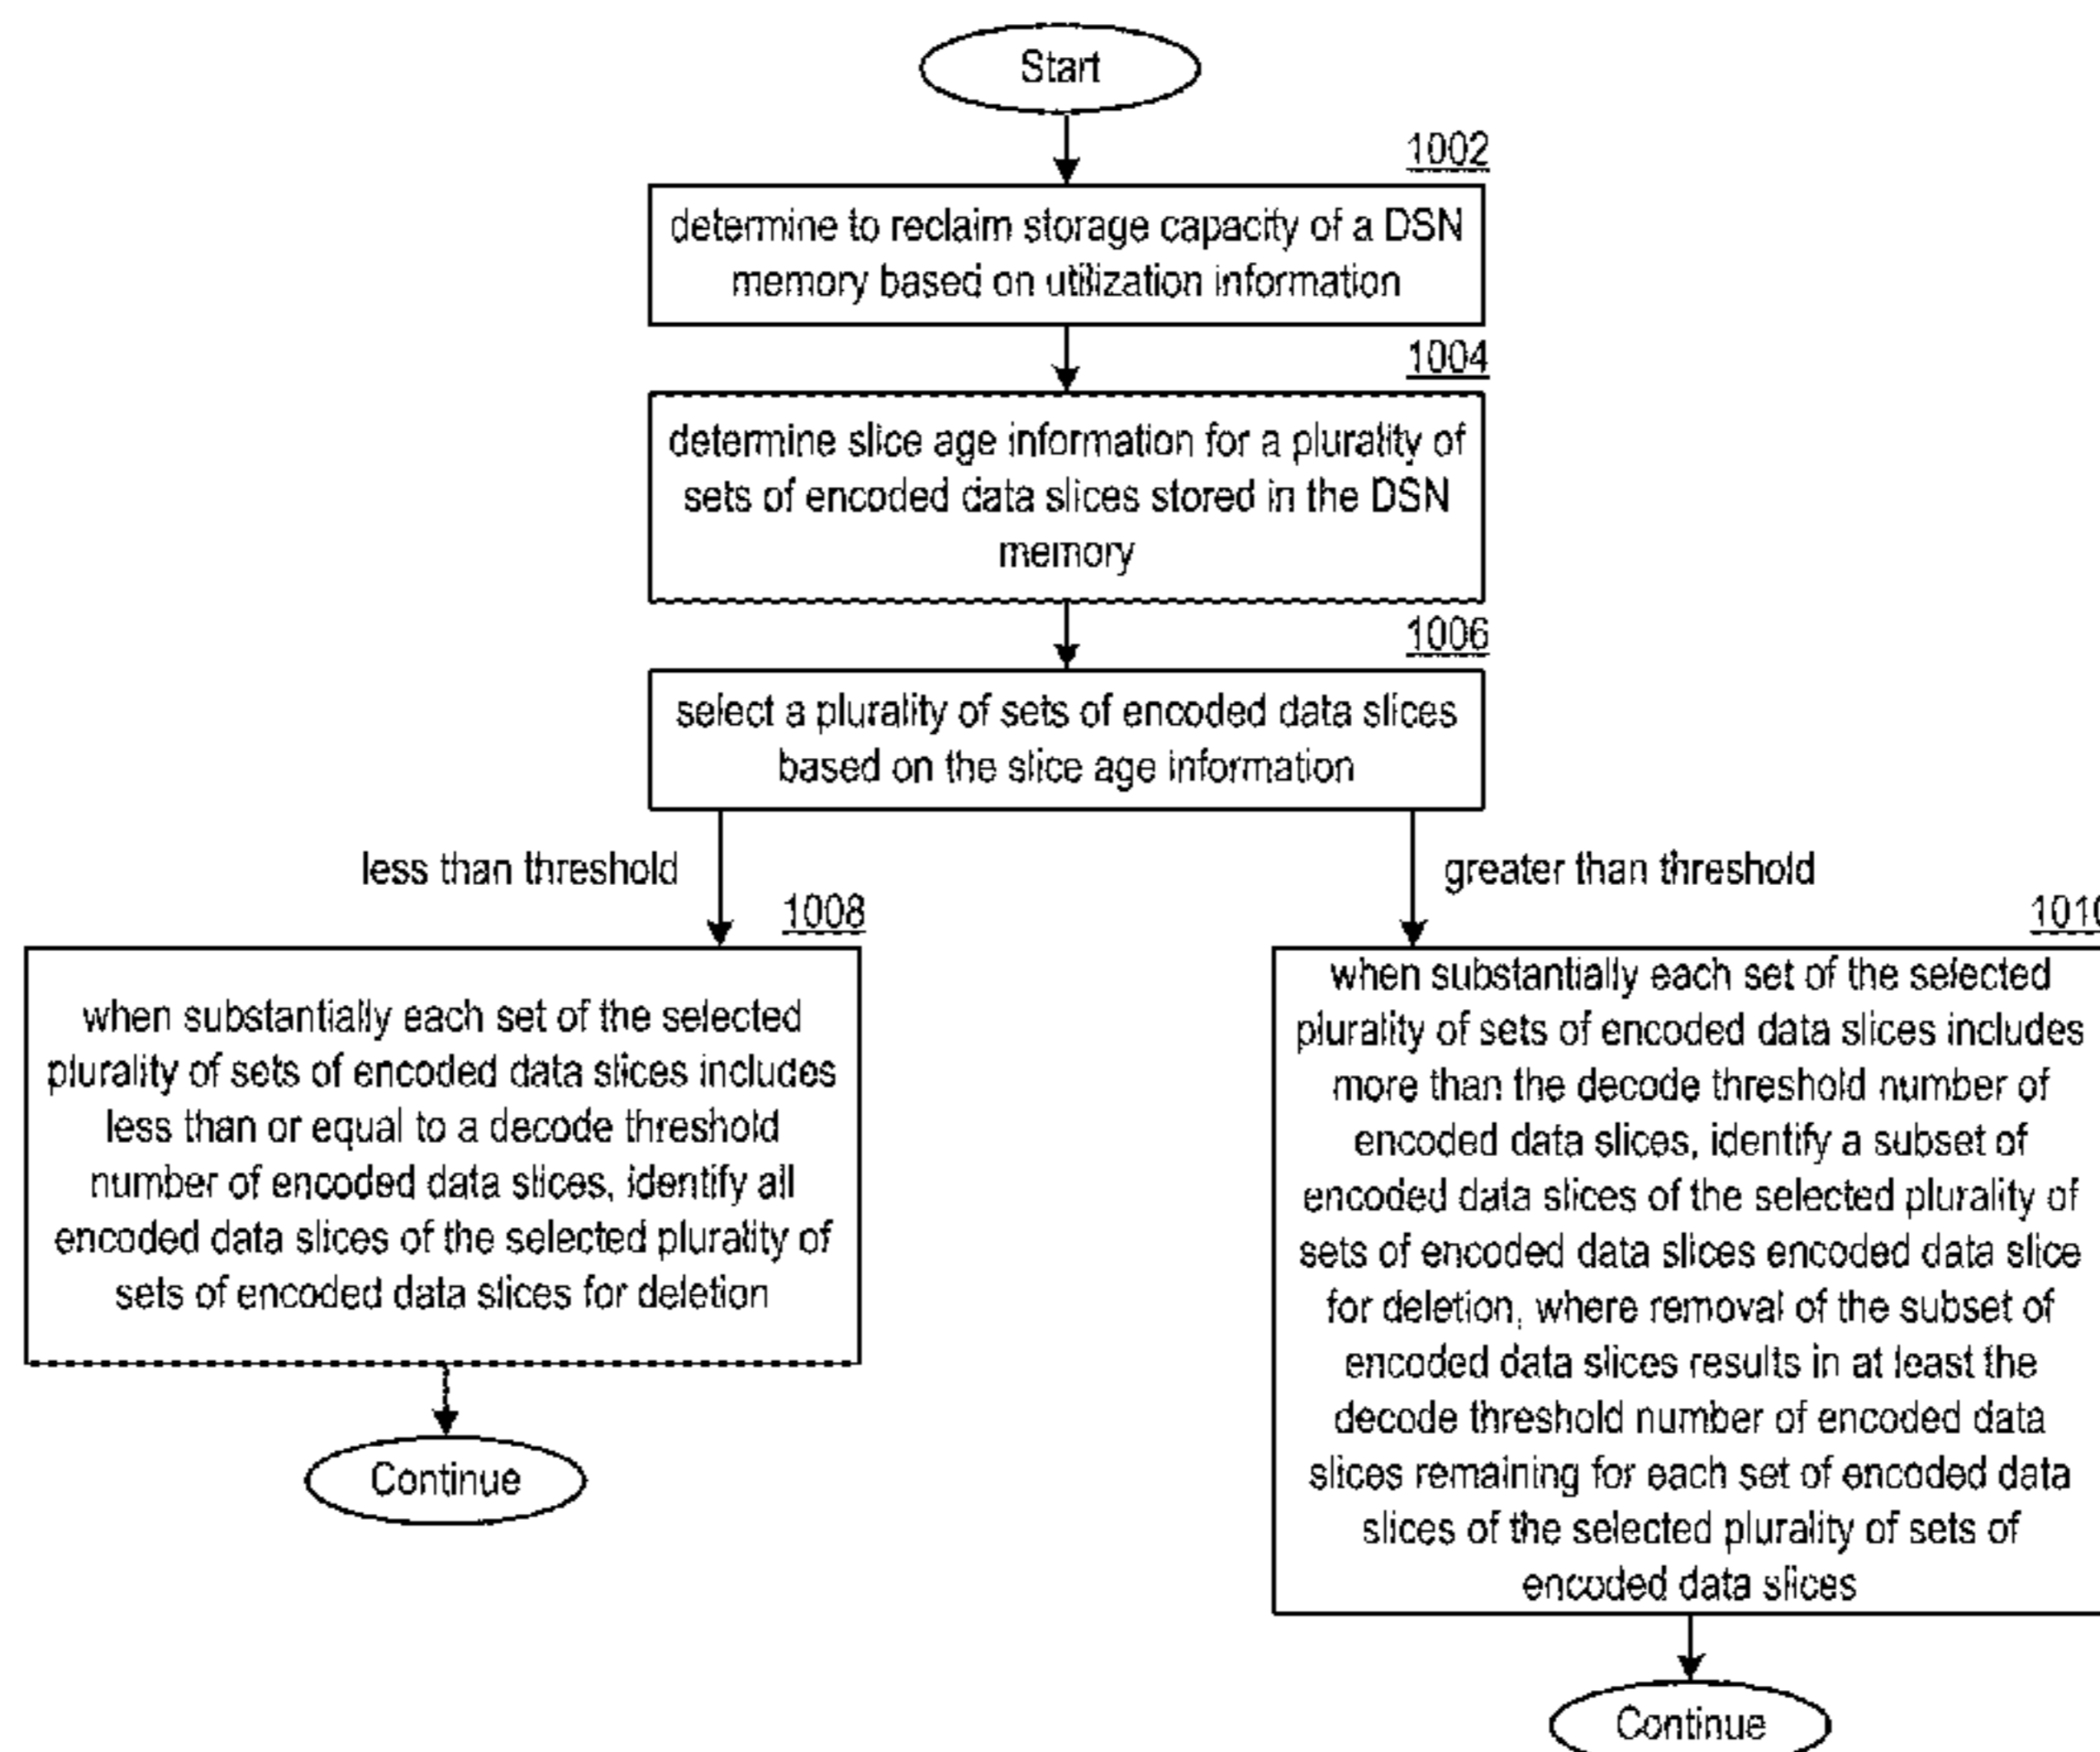 Start
1002
determine to reclaim storage capacity of a DSN
memory based on utilization information
1004
determine slice age information for a plurality of
sets of encoded data slices stored in the DSN
memory
1006
select a plurality of sets of encoded data slices
based on the slice age information
less than threshold
greater than threshold
1008
when substantially each set of the selected
plurality of sets of encoded data slices includes
less than or equal to a decode threshold
number of encoded data slices, identify all
encoded data slices of the selected plurality of
sets of encoded data slices for deletion
Continue
1010
when substantially each set of the selected
plurality of sets of encoded data slices includes
more than the decode threshold number of
encoded data slices, identify a subset of
encoded data slices of the selected plurality of
sets of encoded data slices encoded data slice
for deletion, where removal of the subset of
encoded data slices results in at least the
decode threshold number of encoded data
slices remaining for each set of encoded data
slices of the selected plurality of sets of
encoded data slices
Continue